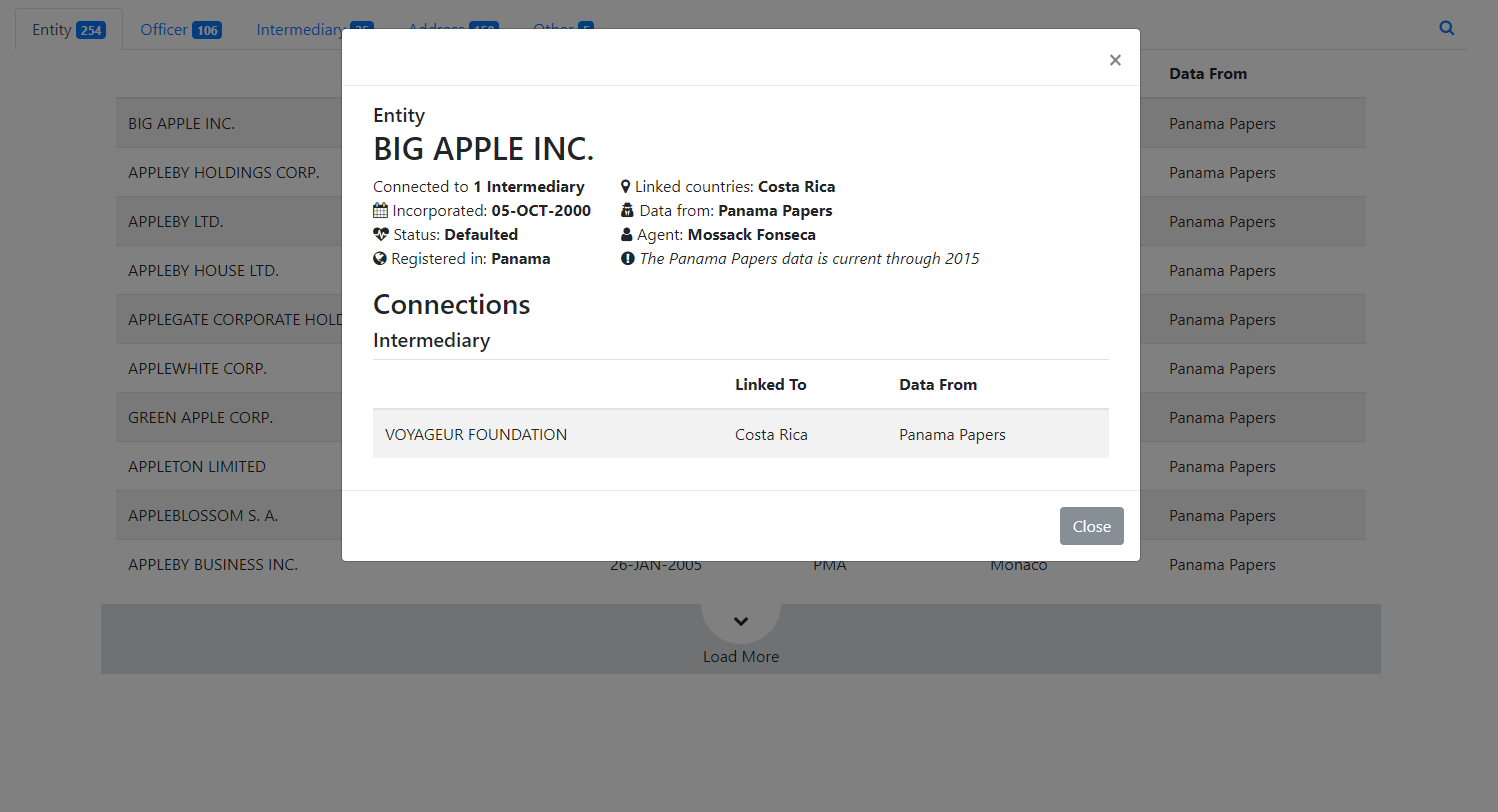 Entity 254 Officer 106 Intermediary Address Other
×
Data From
BIG APPLE INC. Panama Papers
APPLEBY HOLDINGS CORP. Panama Papers
APPLEBY LTD. Panama Papers
APPLEBY HOUSE LTD. Panama Papers
APPLEGATE CORPORATE HOLD Panama Papers
APPLEWHITE CORP. Panama Papers
GREEN APPLE CORP. Panama Papers
APPLETON LIMITED Panama Papers
APPLEBLOSSOM S. A. Panama Papers
APPLEBY BUSINESS INC. 26-JAN-2005 PMA Monaco Panama Papers
Load More
Entity
BIG APPLE INC.
Connected to 1 Intermediary
Incorporated: 05-OCT-2000
Status: Defaulted
Registered in: Panama
Linked countries: Costa Rica
Data from: Panama Papers
Agent: Mossack Fonseca
The Panama Papers data is current through 2015
Connections
Intermediary
Linked To Data From
VOYAGEUR FOUNDATION Costa Rica Panama Papers
Close